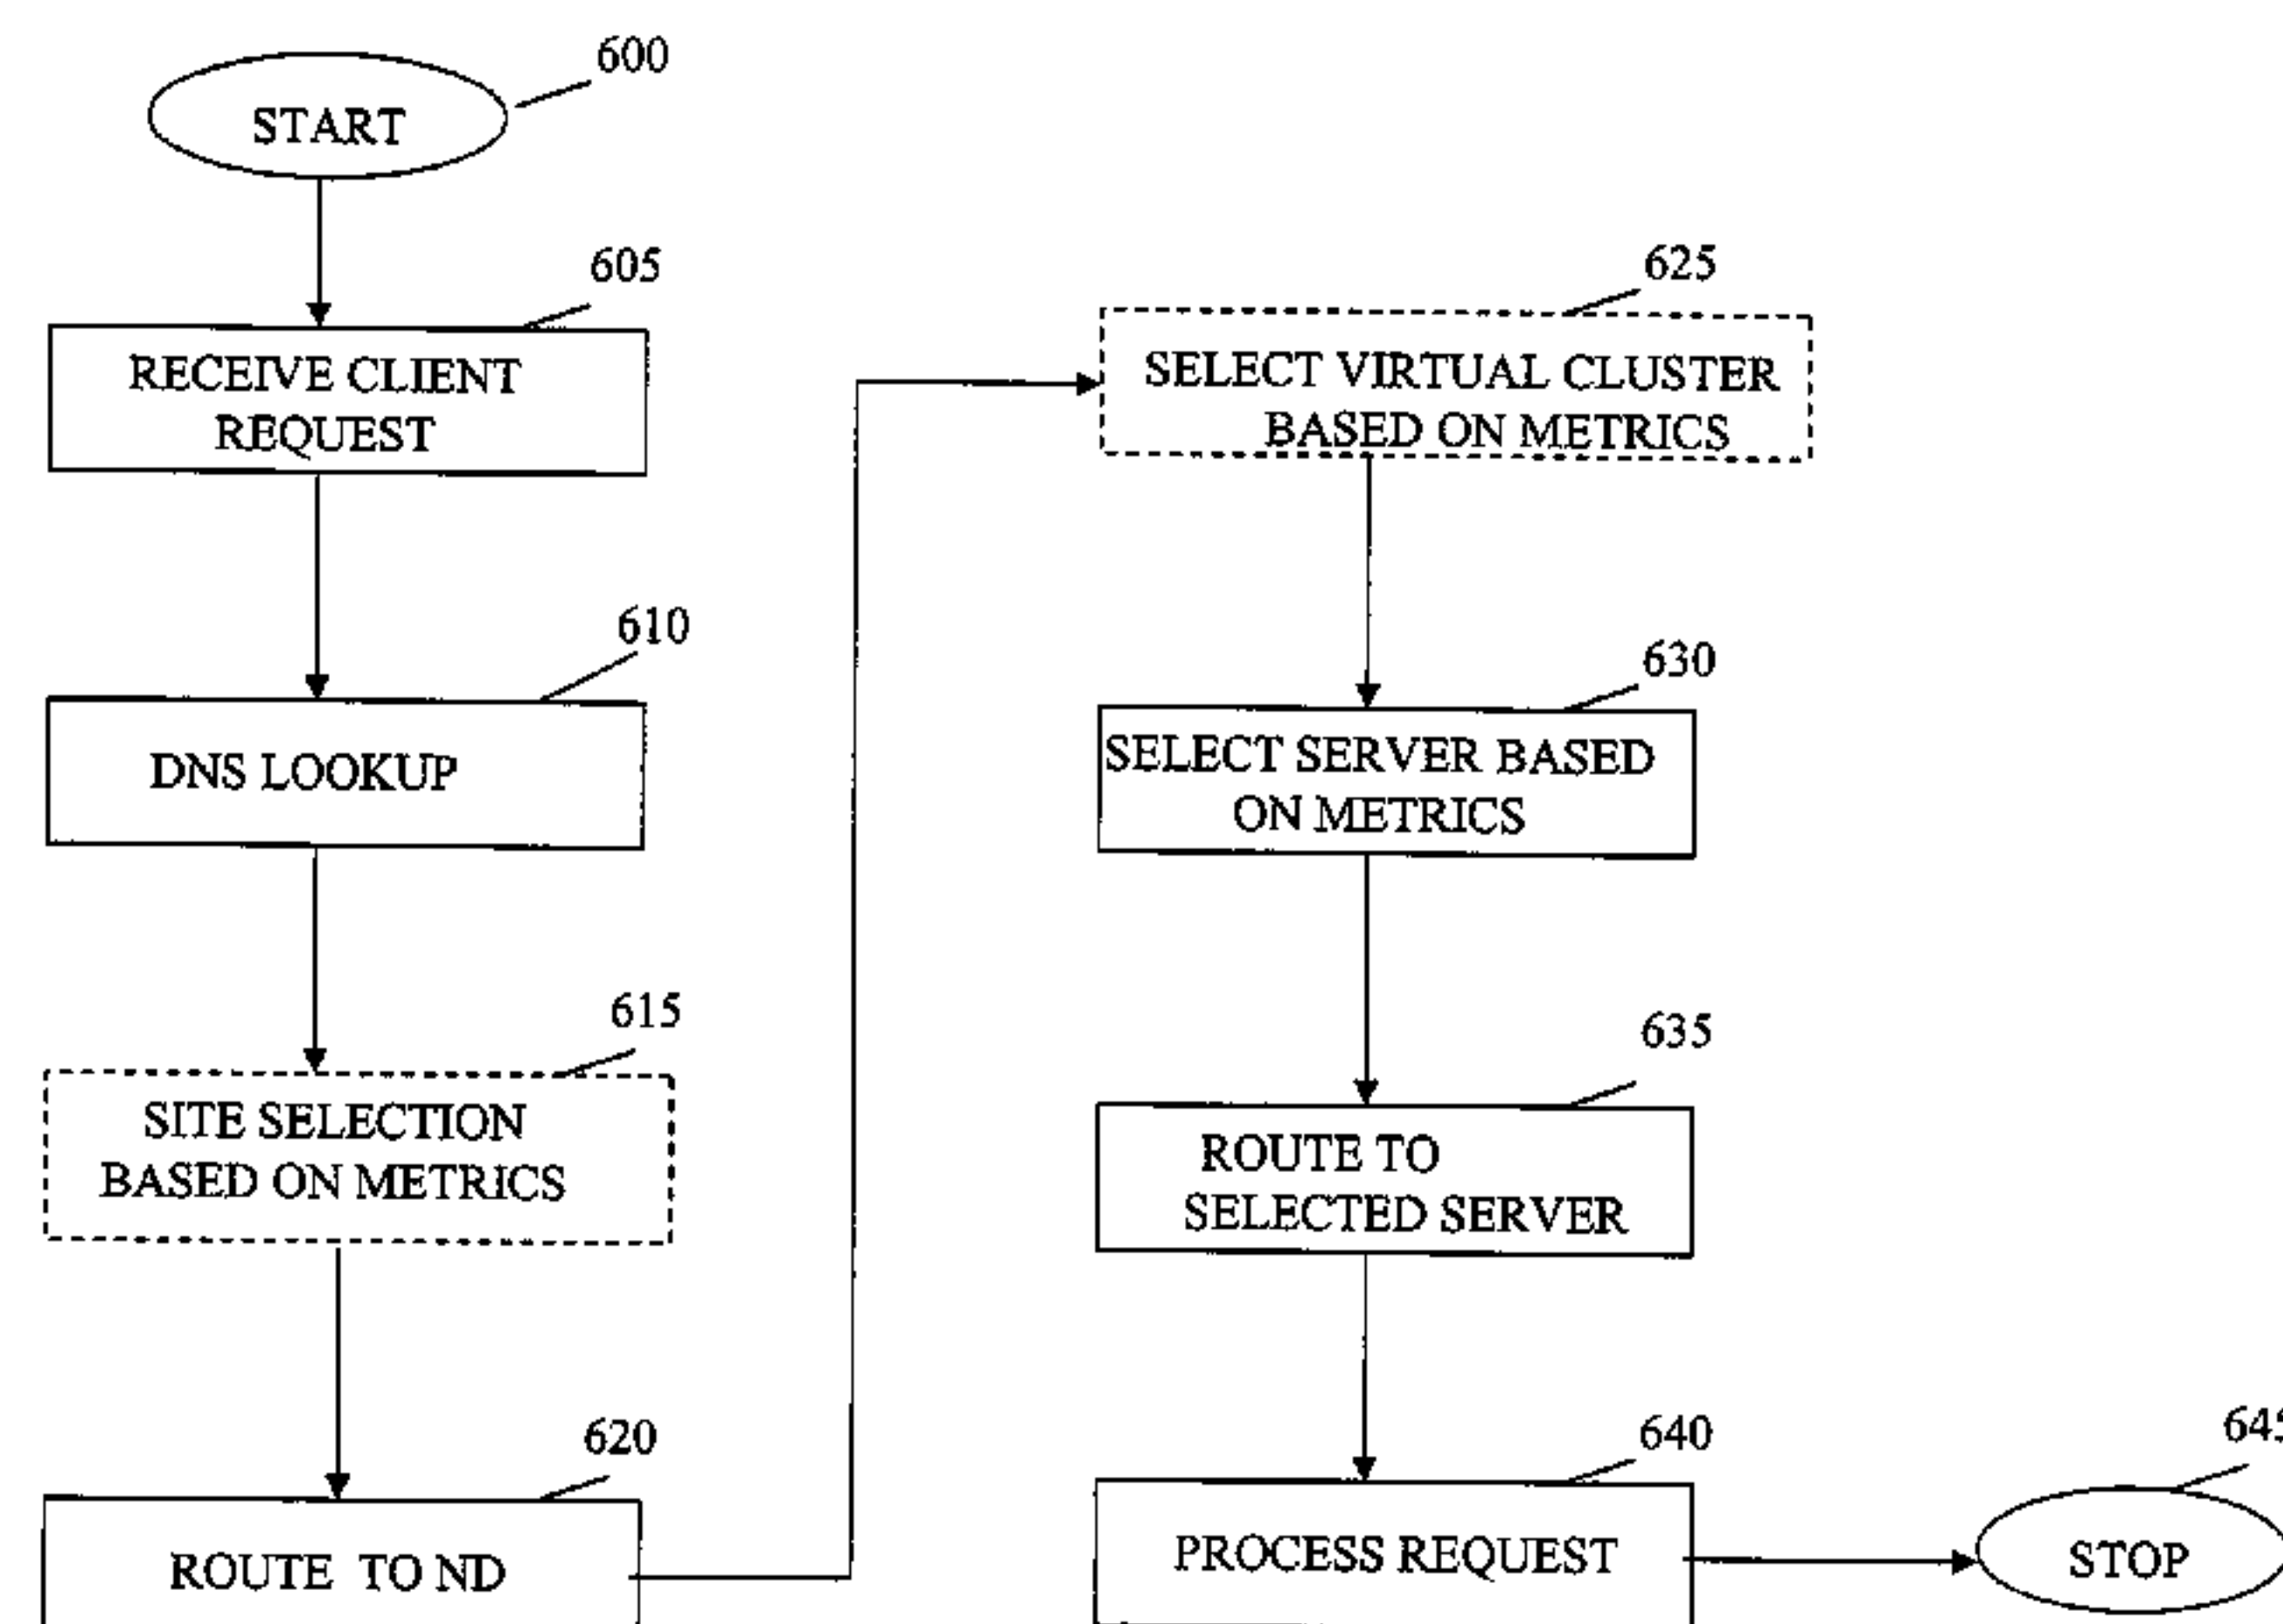 600
START
605
RECEIVE CLIENT
REQUEST
610
DNS LOOKUP
615
SITE SELECTION
BASED ON METRICS
620
ROUTE TO ND
625
SELECT VIRTUAL CLUSTER
BASED ON METRICS
630
SELECT SERVER BASED
ON METRICS
635
ROUTE TO
SELECTED SERVER
640
PROCESS REQUEST
645
STOP